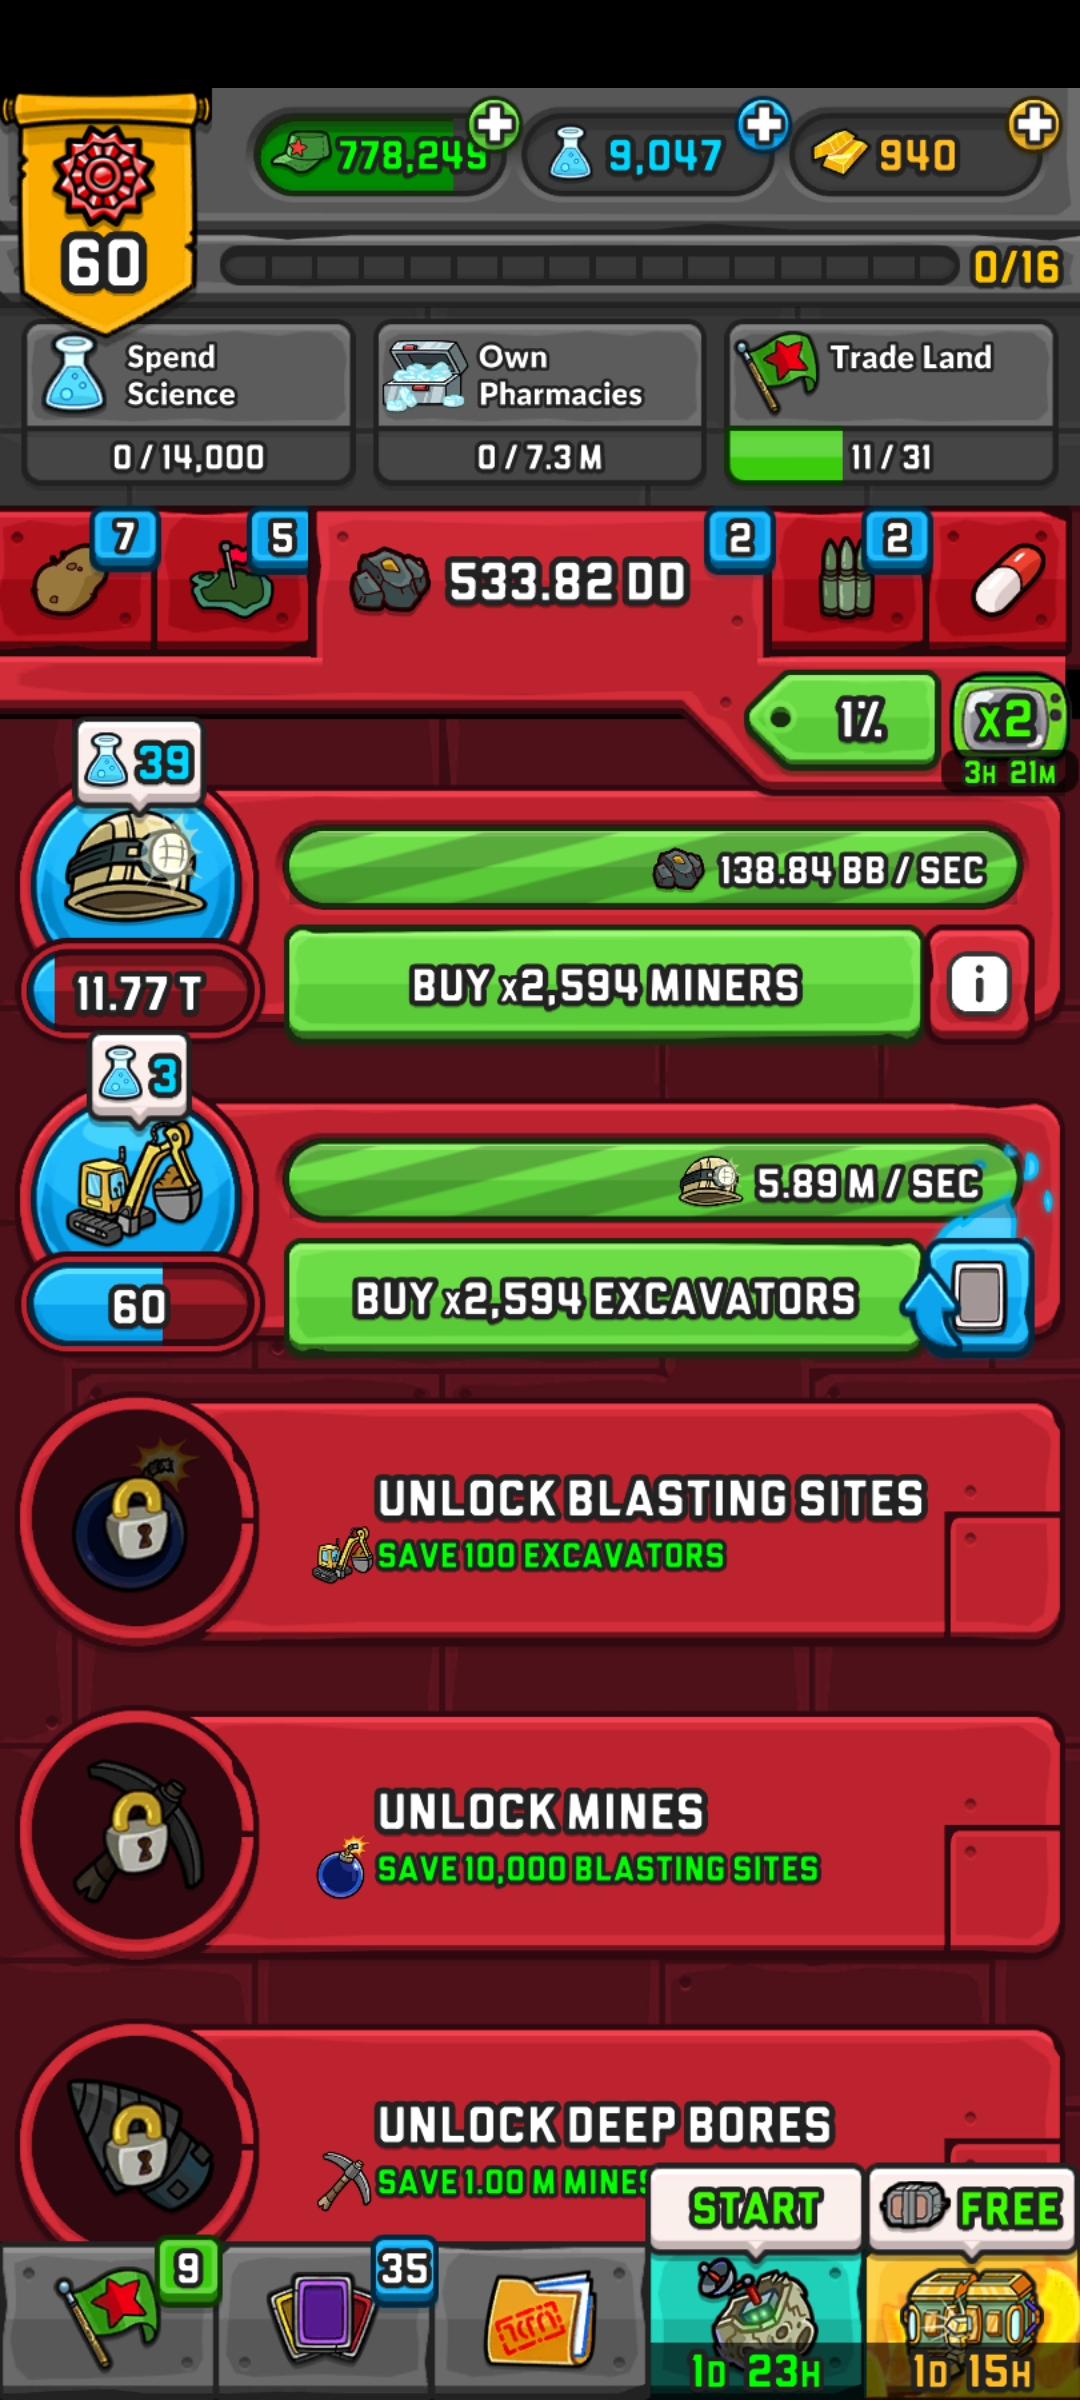 778,245
9,047
940
60
0/16
Spend
Science
0 / 14,000
Own
Pharmacies
0 / 7.3 M
Trade Land
11 / 31
7
5
533.82 DD
2
2
1%
x2
3H 21M
39
138.84 BB / SEC
11.77 T
BUY x2,594 MINERS
i
3
5.89 M / SEC
60
BUY x2,594 EXCAVATORS
UNLOCK BLASTING SITES
SAVE 100 EXCAVATORS
UNLOCK MINES
SAVE 10,000 BLASTING SITES
UNLOCK DEEP BORES
SAVE 1.00 M MINES
START
FREE
9
35
1D 23H
1D 15H